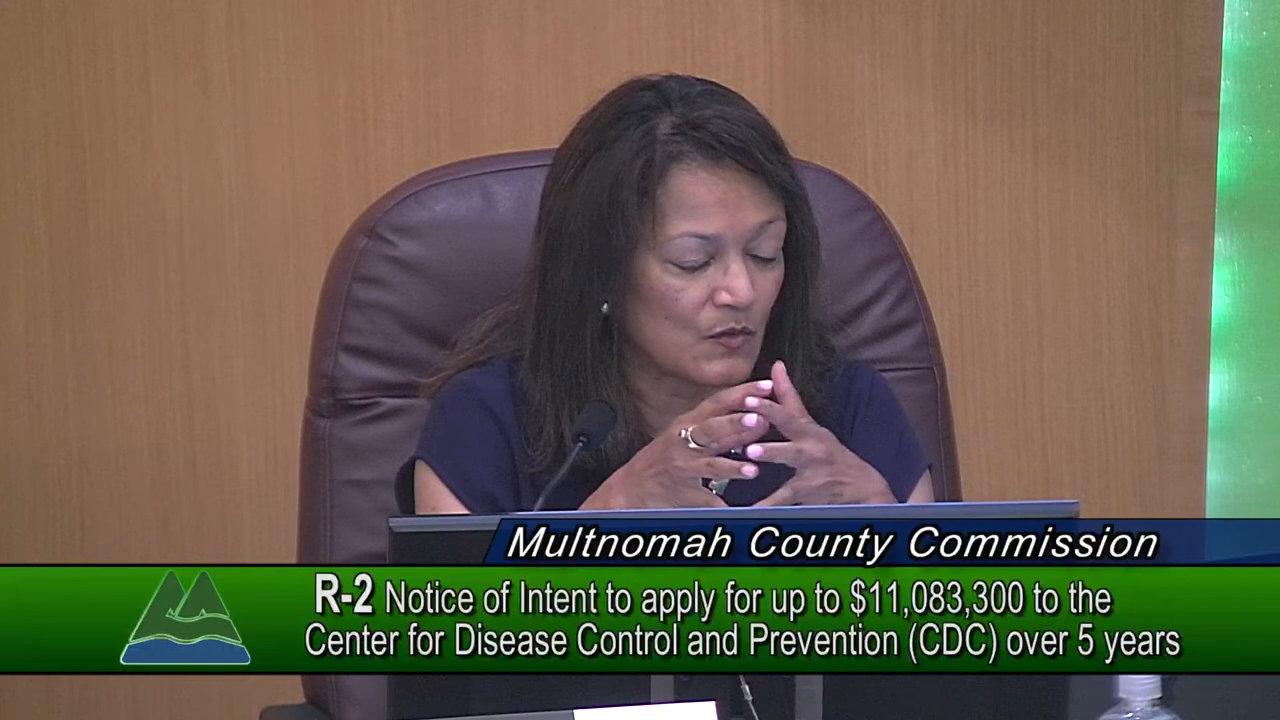 Multnomah County Commission
R-2 Notice of Intent to apply for up to $11,083,300 to the
Center for Disease Control and Prevention (CDC) over 5 years